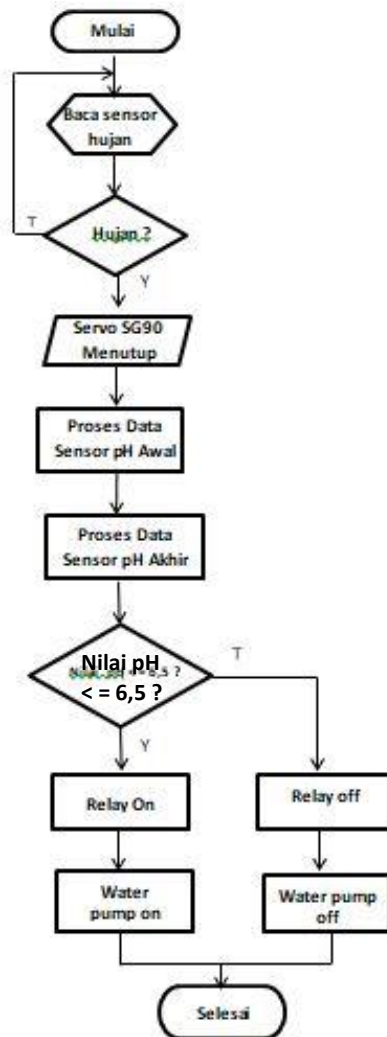 Mulai
Baca sensor
hujan
T
Hujan ?
Y
Servo SG90
Menutup
Proses Data
Sensor pH Awal
Proses Data
Sensor pH Akhir
Nilai pH
< = 6,5 ?
T
Y
Relay On
Relay off
Water
pump on
Water pump
off
Selesai